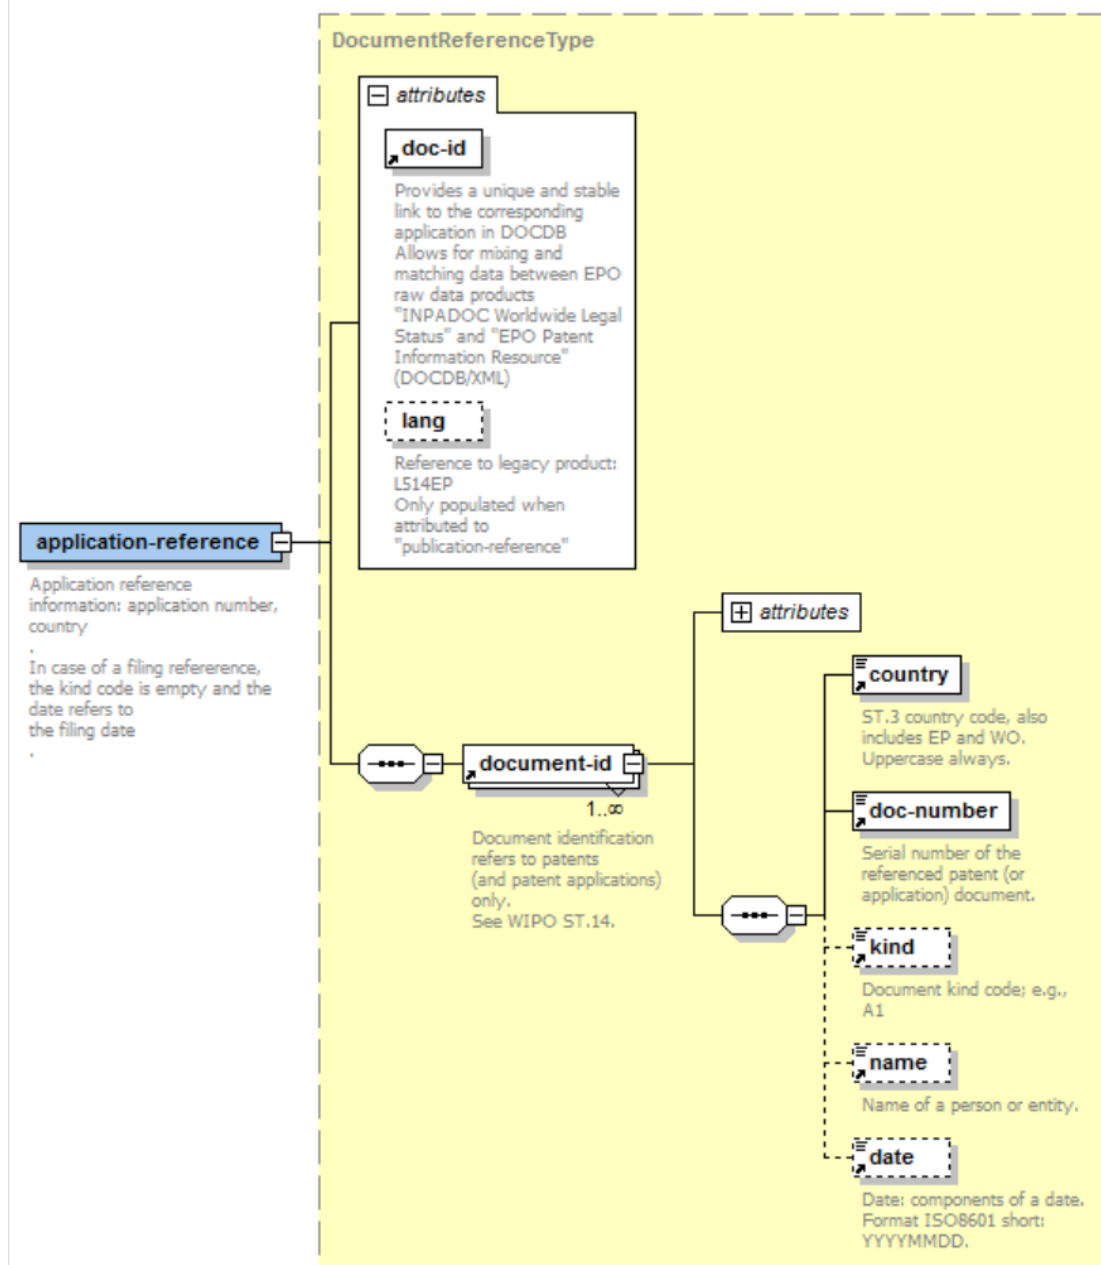 DocumentReferenceType
attributes
doc-id
Provides a unique and stable
link to the corresponding
application in DOCDB
Allows for mixing and
matching data between EPO
raw data products
"INPADOC Worldwide Legal
Status" and "EPO Patent
Information Resource"
(DOCDB/XML)
lang
Reference to legacy product:
L514EP
Only populated when
attributed to
"publication-reference"
application-reference
Application reference
information: application number,
country
.
In case of a filing refererence,
the kind code is empty and the
date refers to
the filing date
.
document-id
1..∞
Document identification
refers to patents
(and patent applications)
only.
See WIPO ST.14.
attributes
country
ST.3 country code, also
includes EP and WO.
Uppercase always.
doc-number
Serial number of the
referenced patent (or
application) document.
kind
Document kind code; e.g.,
A1
name
Name of a person or entity.
date
Date: components of a date.
Format ISO8601 short:
YYYYMMDD.